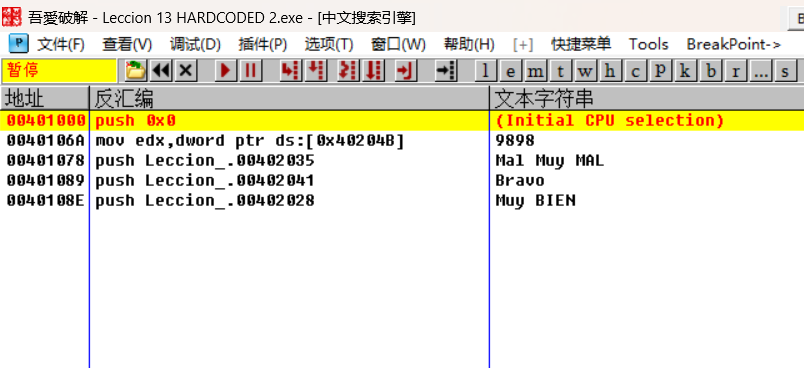 吾愛破解 - Leccion 13 HARDCODED 2.exe - [中文搜索引擎]
文件(F) 查看(V) 调试(D) 插件(P) 选项(T) 窗口(W) 帮助(H) [+] 快捷菜单 Tools BreakPoint->
暂停 l e m t w h c P k b r ... s
地址 反汇编 文本字符串
00401000 push 0x0 (Initial CPU selection)
0040106A mov edx,dword ptr ds:[0x40204B] 9898
00401078 push Leccion_.00402035 Mal Muy MAL
00401089 push Leccion_.00402041 Bravo
0040108E push Leccion_.00402028 Muy BIEN